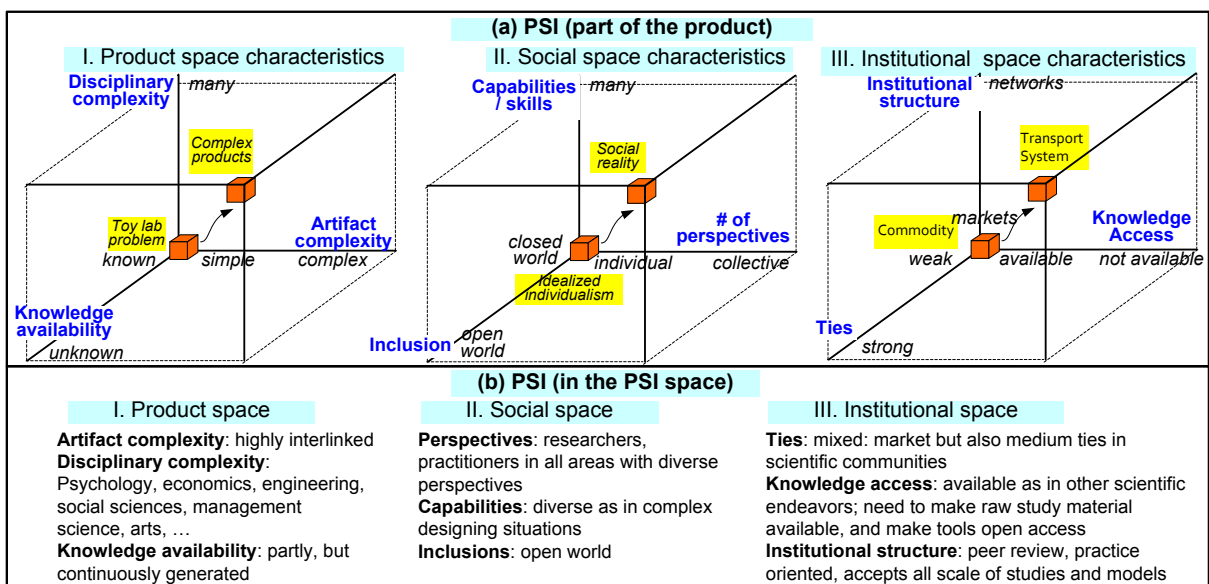 (a) PSI (part of the product)
I. Product space characteristics
Disciplinary
complexity
many
Complex
products
Toy lab
problem
known
simple
Artifact
complexity
complex
Knowledge
availability
unknown
II. Social space characteristics
Capabilities
/ skills
many
Social
reality
closed
world
individual
# of
perspectives
collective
Idealized
individualism
Inclusion
open
world
III. Institutional space characteristics
Institutional
structure
networks
Transport
System
markets
Commodity
weak
available
Knowledge
Access
not available
Ties
strong
(b) PSI (in the PSI space)
I. Product space
Artifact complexity: highly interlinked
Disciplinary complexity:
Psychology, economics, engineering,
social sciences, management
science, arts, …
Knowledge availability: partly, but
continuously generated
II. Social space
Perspectives: researchers,
practitioners in all areas with diverse
perspectives
Capabilities: diverse as in complex
designing situations
Inclusions: open world
III. Institutional space
Ties: mixed: market but also medium ties in
scientific communities
Knowledge access: available as in other scientific
endeavors; need to make raw study material
available, and make tools open access
Institutional structure: peer review, practice
oriented, accepts all scale of studies and models